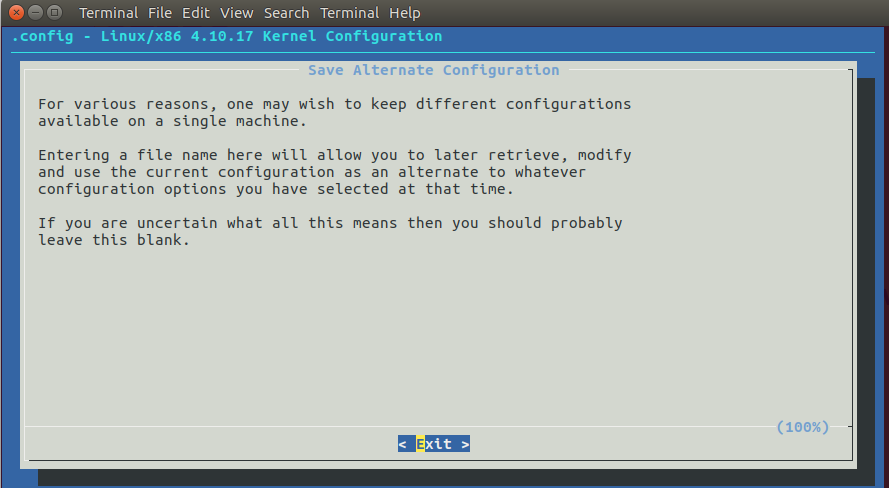 Terminal File Edit View Search Terminal Help
.config - Linux/x86 4.10.17 Kernel Configuration
Save Alternate Configuration
For various reasons, one may wish to keep different configurations
available on a single machine.
Entering a file name here will allow you to later retrieve, modify
and use the current configuration as an alternate to whatever
configuration options you have selected at that time.
If you are uncertain what all this means then you should probably
leave this blank.
(100%)
< Exit >